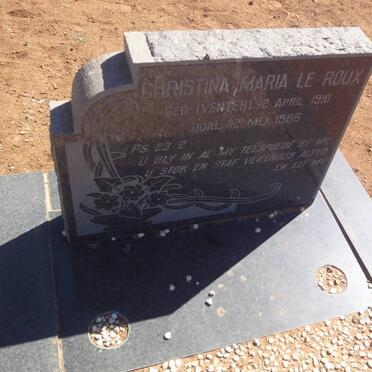 CHRISTINA MARIA LE ROUX
GEB. (VENTER) 12 APRIL 1910
OORL. 12 MEI 1986
PS. 23:2
U BLY IN AL MY TEËSPOEDE BY MY,
U STOK EN STAF VERTROOS ALTYD
EN LEI MY